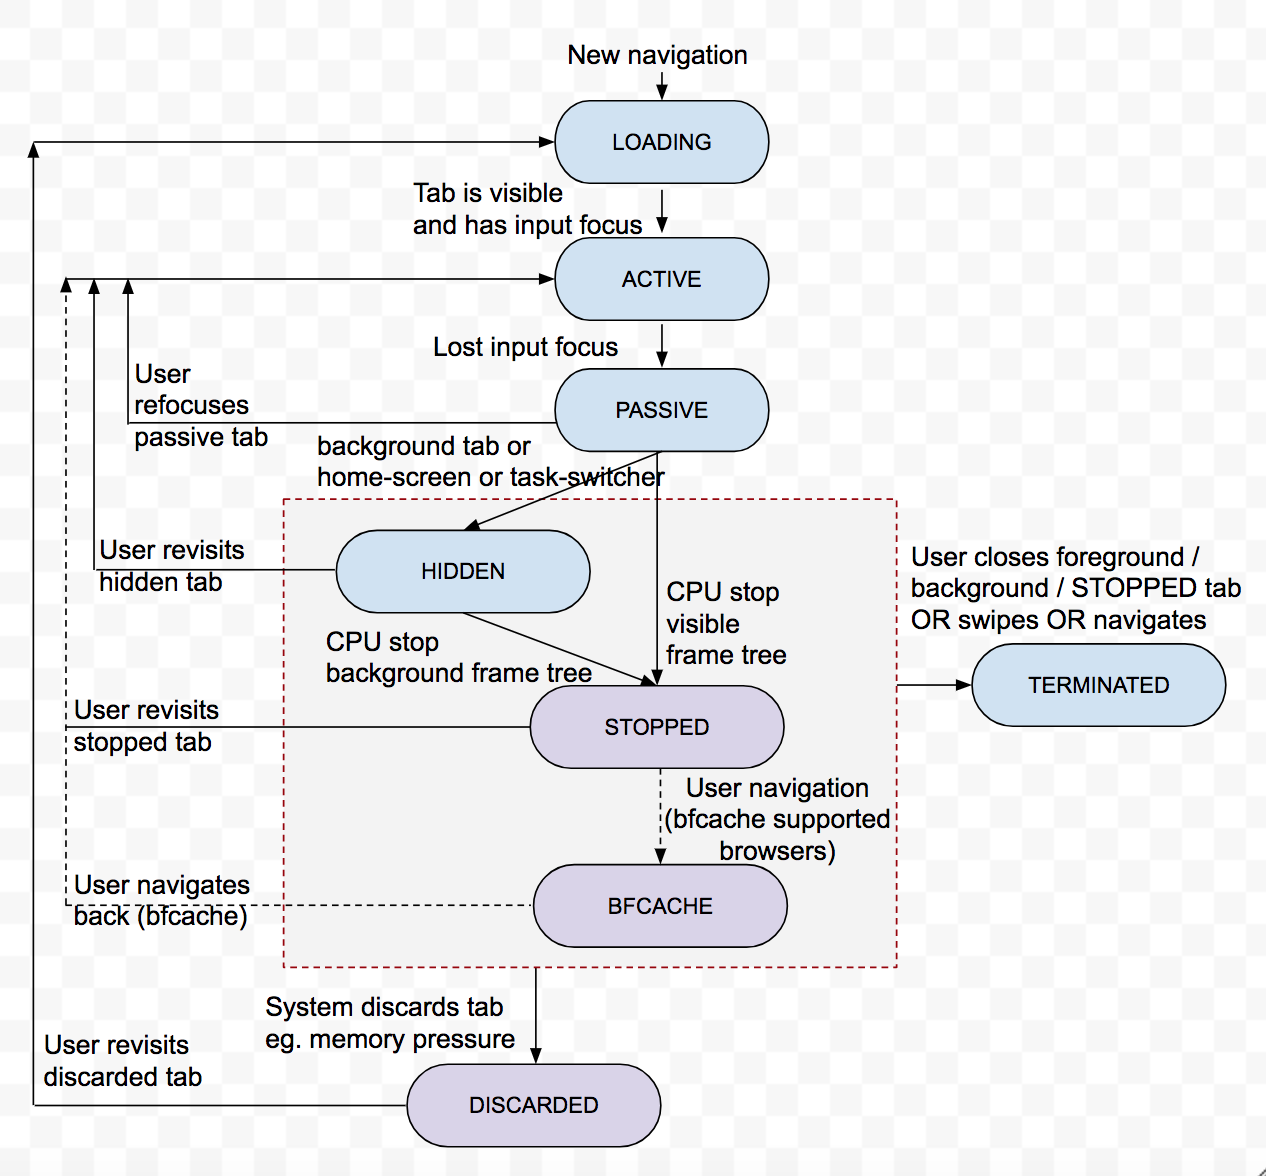 New navigation
LOADING
Tab is visible
and has input focus
ACTIVE
Lost input focus
User
refocuses
passive tab
PASSIVE
background tab or
home-screen or task-switcher
User revisits
hidden tab
HIDDEN
CPU stop
visible
frame tree
User closes foreground /
background / STOPPED tab
OR swipes OR navigates
TERMINATED
CPU stop
background frame tree
User revisits
stopped tab
STOPPED
User navigation
(bfcache supported
browsers)
User navigates
back (bfcache)
BFCACHE
System discards tab
eg. memory pressure
User revisits
discarded tab
DISCARDED